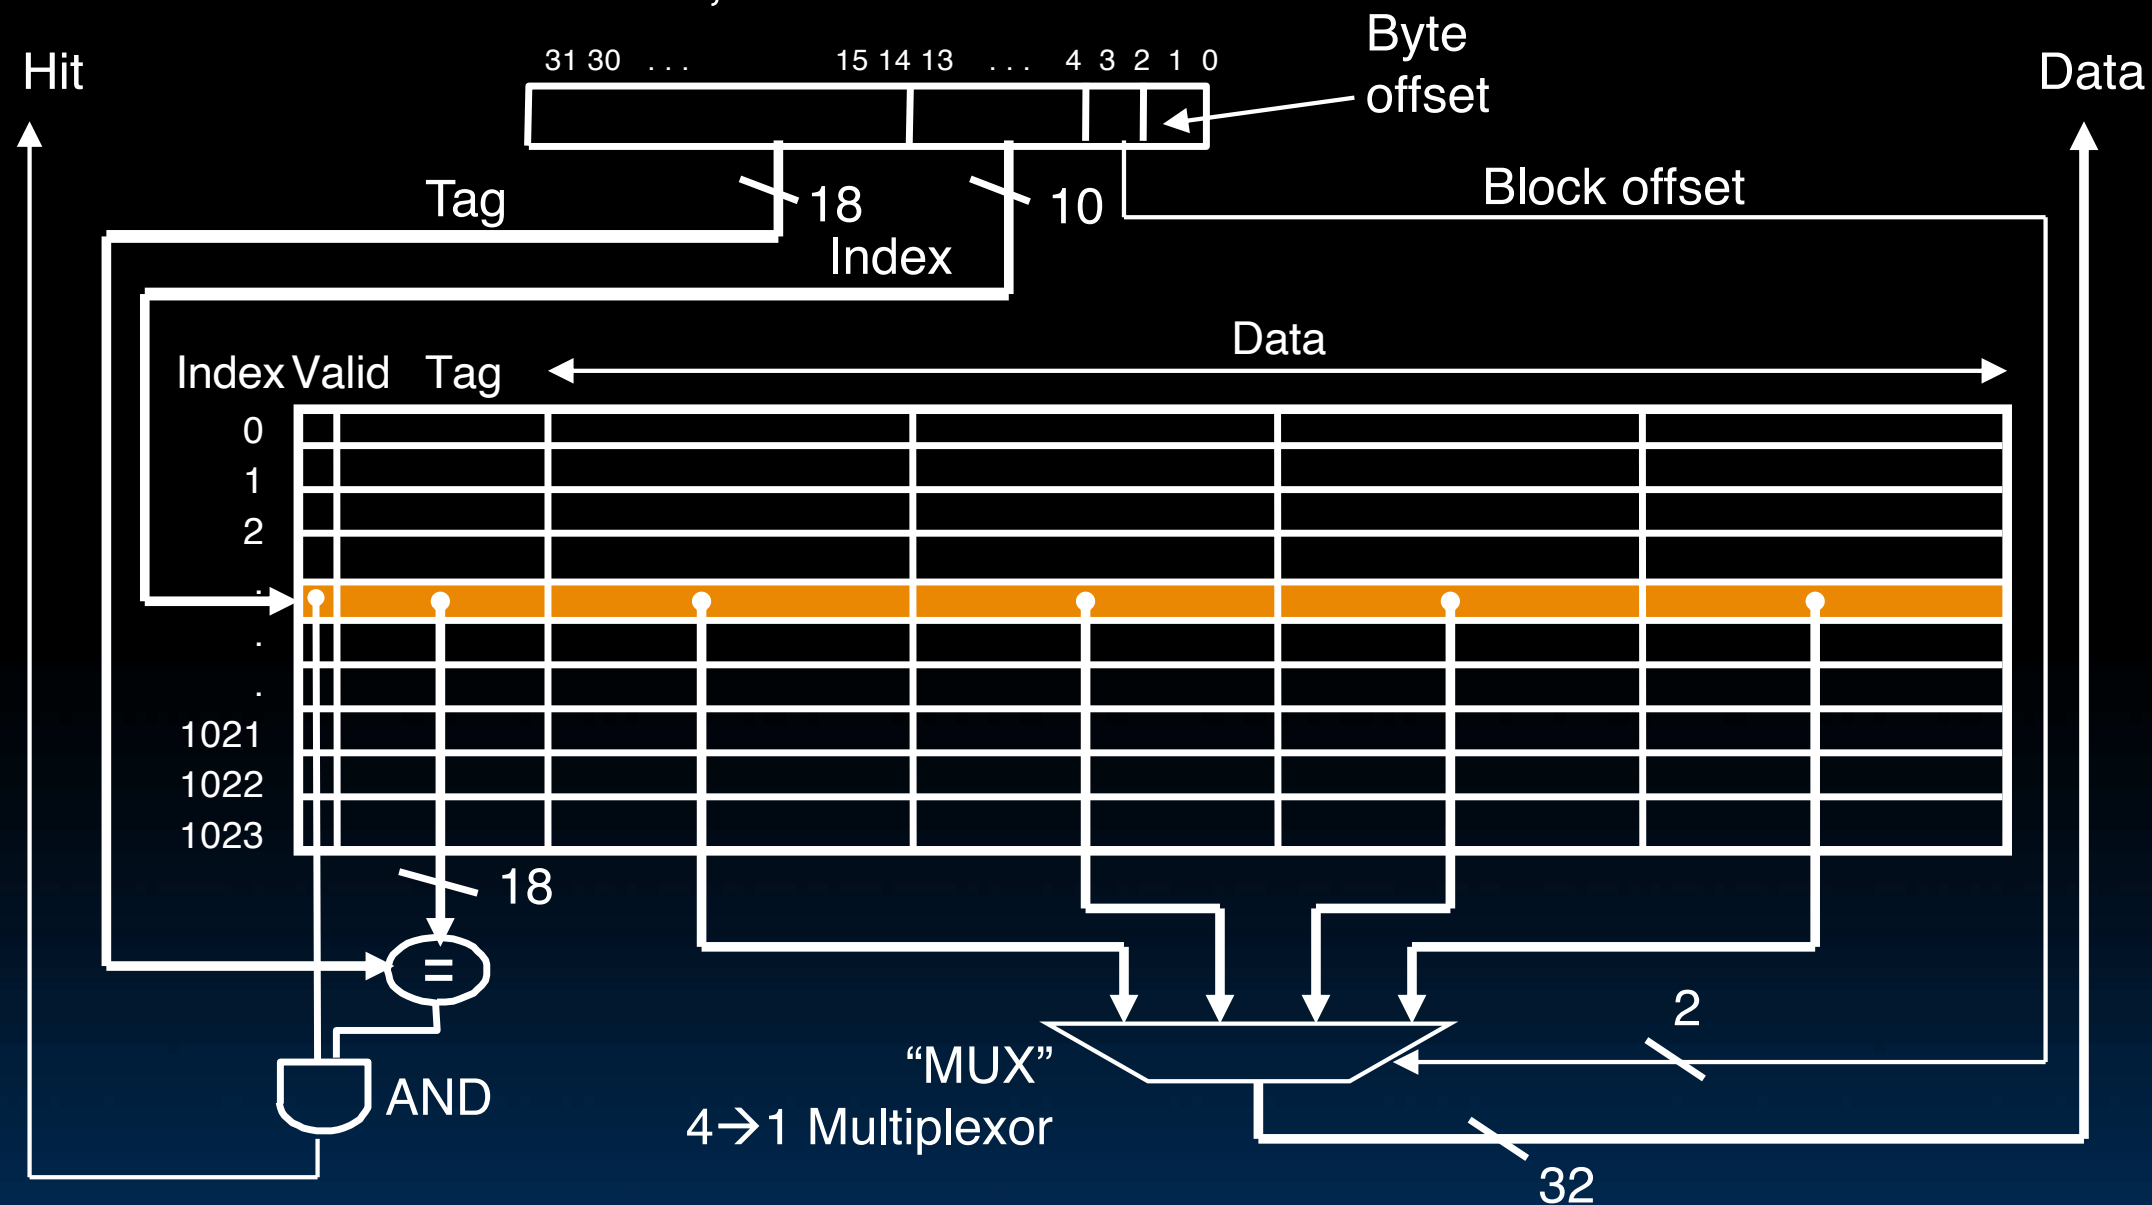 Hit
31 30 . . . 15 14 13 . . . 4 3 2 1 0
Byte
offset
Data
Tag
18
10
Block offset
Index
Data
Index Valid Tag
0
1
2
.
.
.
1021
1022
1023
18
=
2
AND
“MUX”
4→1 Multiplexor
32